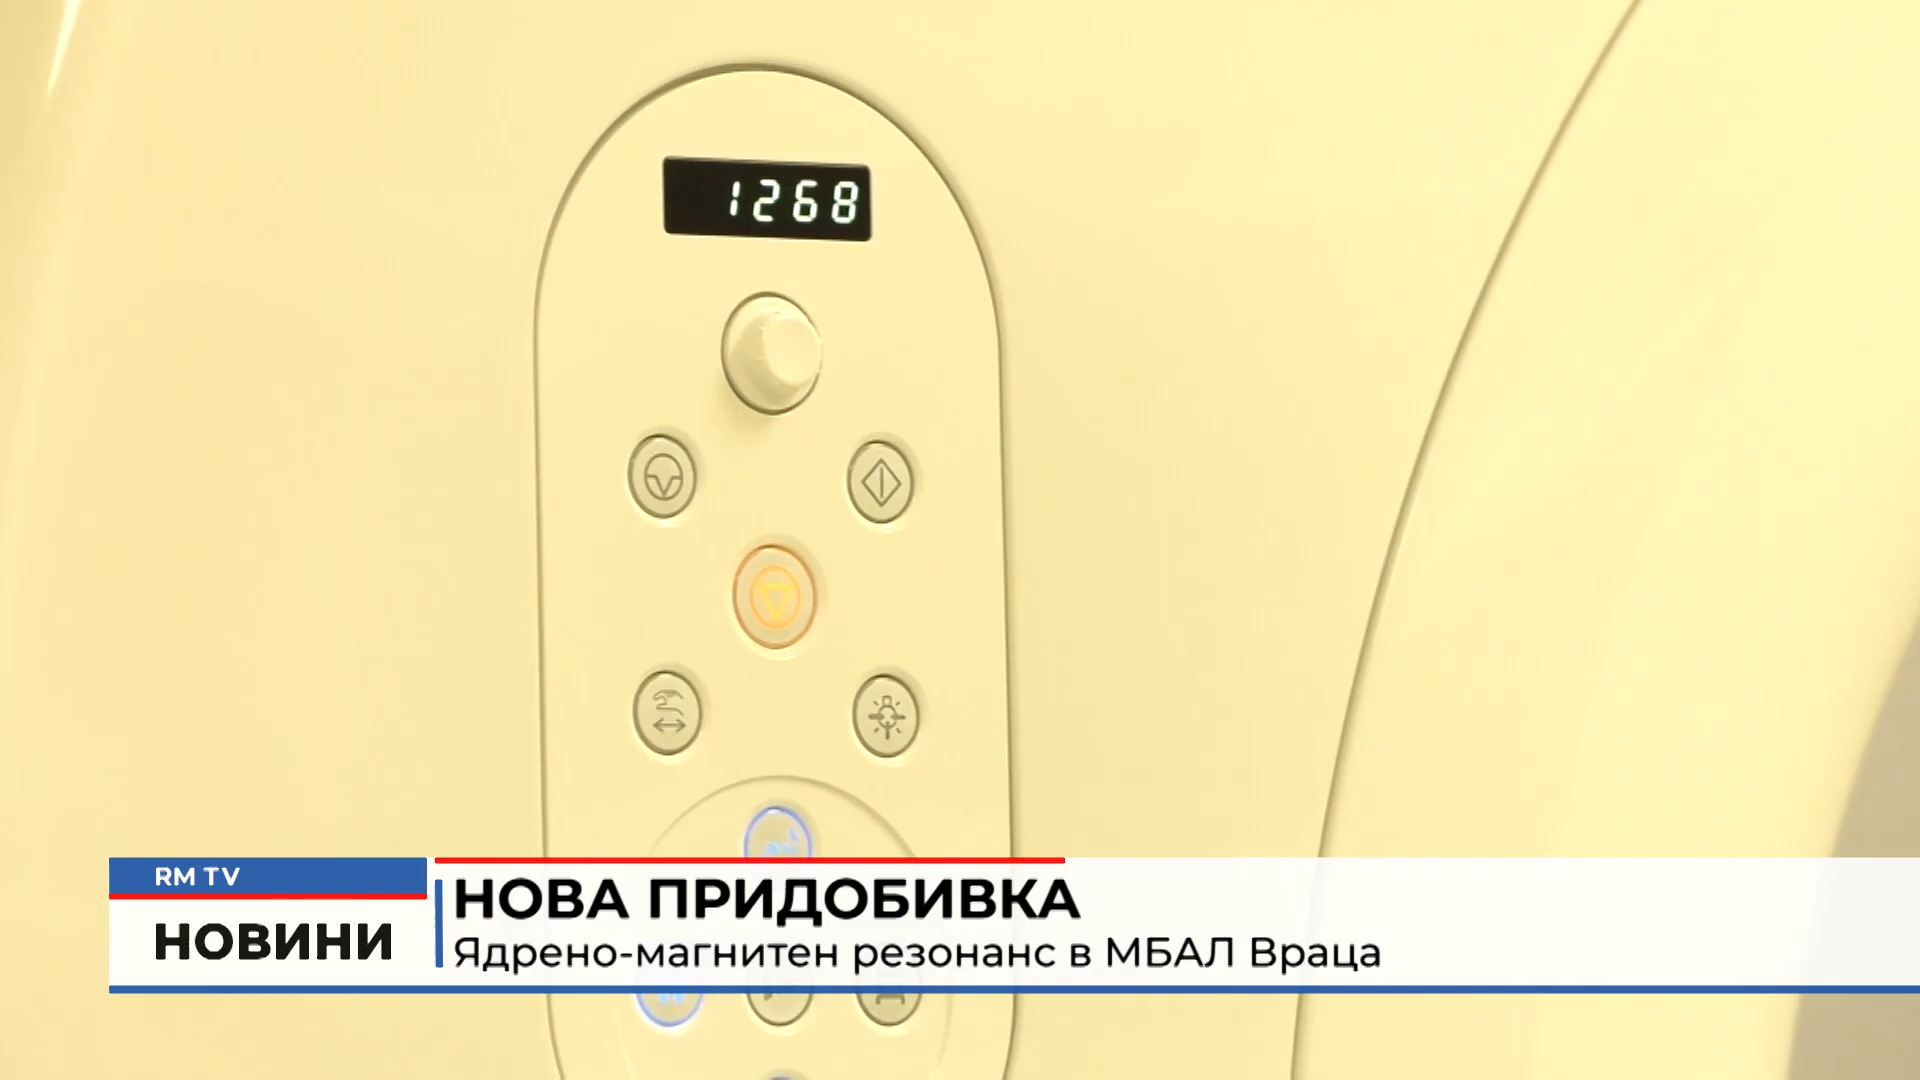 1268
RM TV
НОВИНИ
НОВА ПРИДОБИВКА
Ядрено-магнитен резонанс в МБАЛ Враца